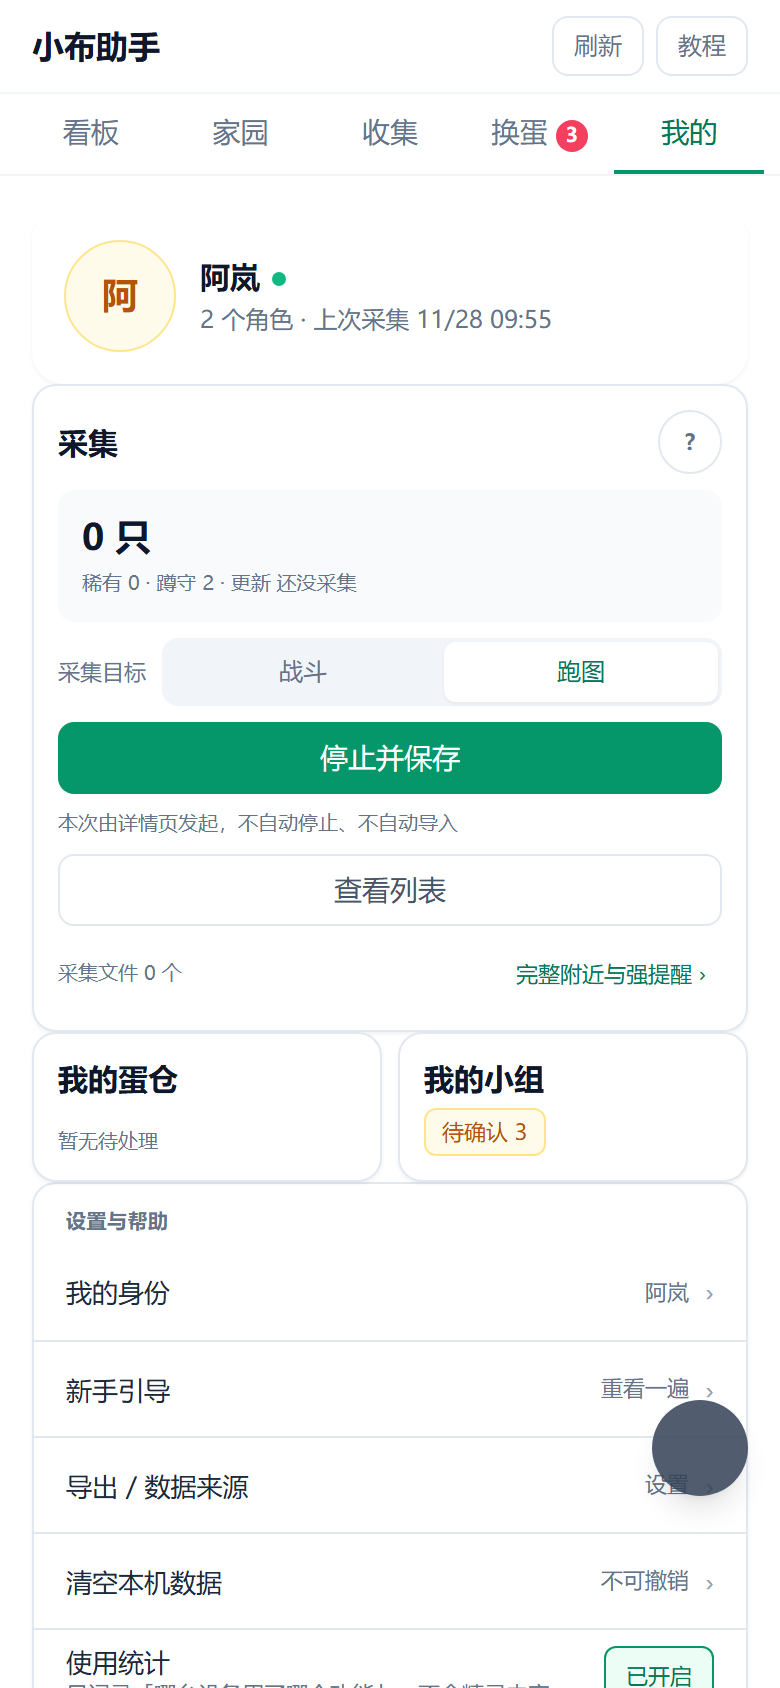 小布助手
刷新
教程
看板
家园
收集
换蛋 3
我的
阿
阿岚
2 个角色 · 上次采集 11/28 09:55
采集
?
0 只
稀有 0 · 蹲守 2 · 更新 还没采集
采集目标
战斗
跑图
停止并保存
本次由详情页发起，不自动停止、不自动导入
查看列表
采集文件 0 个
完整附近与强提醒 ›
我的蛋仓
暂无待处理
我的小组
待确认 3
设置与帮助
我的身份
阿岚 ›
新手引导
重看一遍 ›
导出 / 数据来源
设置 ›
清空本机数据
不可撤销 ›
使用统计
已开启